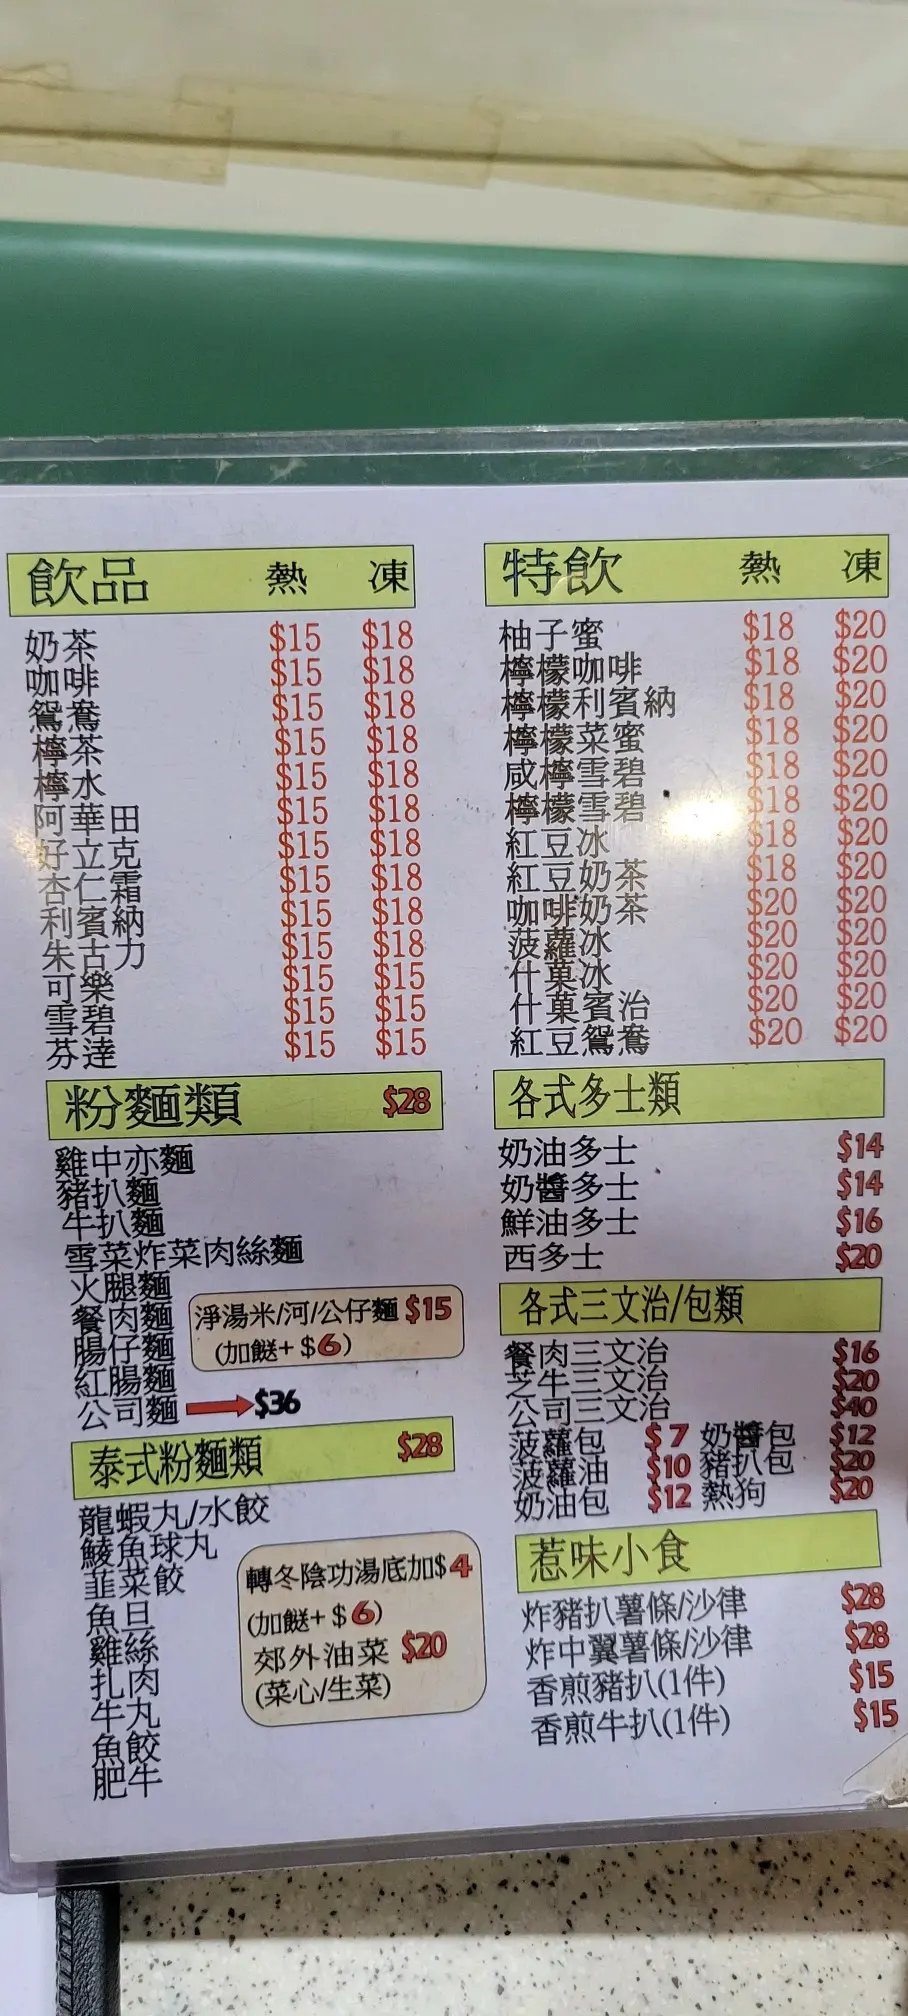 飲品 熱 凍
奶茶 $15 $18
咖啡 $15 $18
鴛鴦 $15 $18
檸茶 $15 $18
檸水 $15 $18
阿華田 $15 $18
好立克 $15 $18
杏仁霜 $15 $18
利賓納 $15 $18
朱古力 $15 $18
可樂 $15 $15
雪碧 $15 $15
芬達 $15 $15
粉麵類 $28
雞中亦麵
豬扒麵
牛扒麵
雪菜炸菜肉絲麵
火腿麵
餐肉麵
腸仔麵
紅腸麵
公司麵 $36
淨湯米/河/公仔麵 $15
(加餸+$6)
泰式粉麵類 $28
龍蝦丸/水餃
鯪魚球丸
韮菜餃
魚旦
雞絲
扎肉
牛丸
魚餃
肥牛
轉冬陰功湯底加$4
(加餸+$6)
郊外油菜 $20
(菜心/生菜)
特飲 熱 凍
柚子蜜 $18 $20
檸檬咖啡 $18 $20
檸檬利賓納 $18 $20
檸檬菜蜜 $18 $20
咸檸雪碧 $18 $20
檸檬雪碧 $18 $20
紅豆冰 $18 $20
紅豆奶茶 $18 $20
咖啡奶茶 $20 $20
菠蘿冰 $20 $20
什菓冰 $20 $20
什菓賓治 $20 $20
紅豆鴛鴦 $20 $20
各式多士類
奶油多士 $14
奶醬多士 $14
鮮油多士 $16
西多士 $20
各式三文治/包類
餐肉三文治 $16
芝牛三文治 $20
公司三文治 $40
菠蘿包 $7 奶醬包 $12
菠蘿油 $10 豬扒包 $20
奶油包 $12 熱狗 $20
惹味小食
炸豬扒薯條/沙律 $28
炸中翼薯條/沙律 $28
香煎豬扒(1件) $15
香煎牛扒(1件) $15